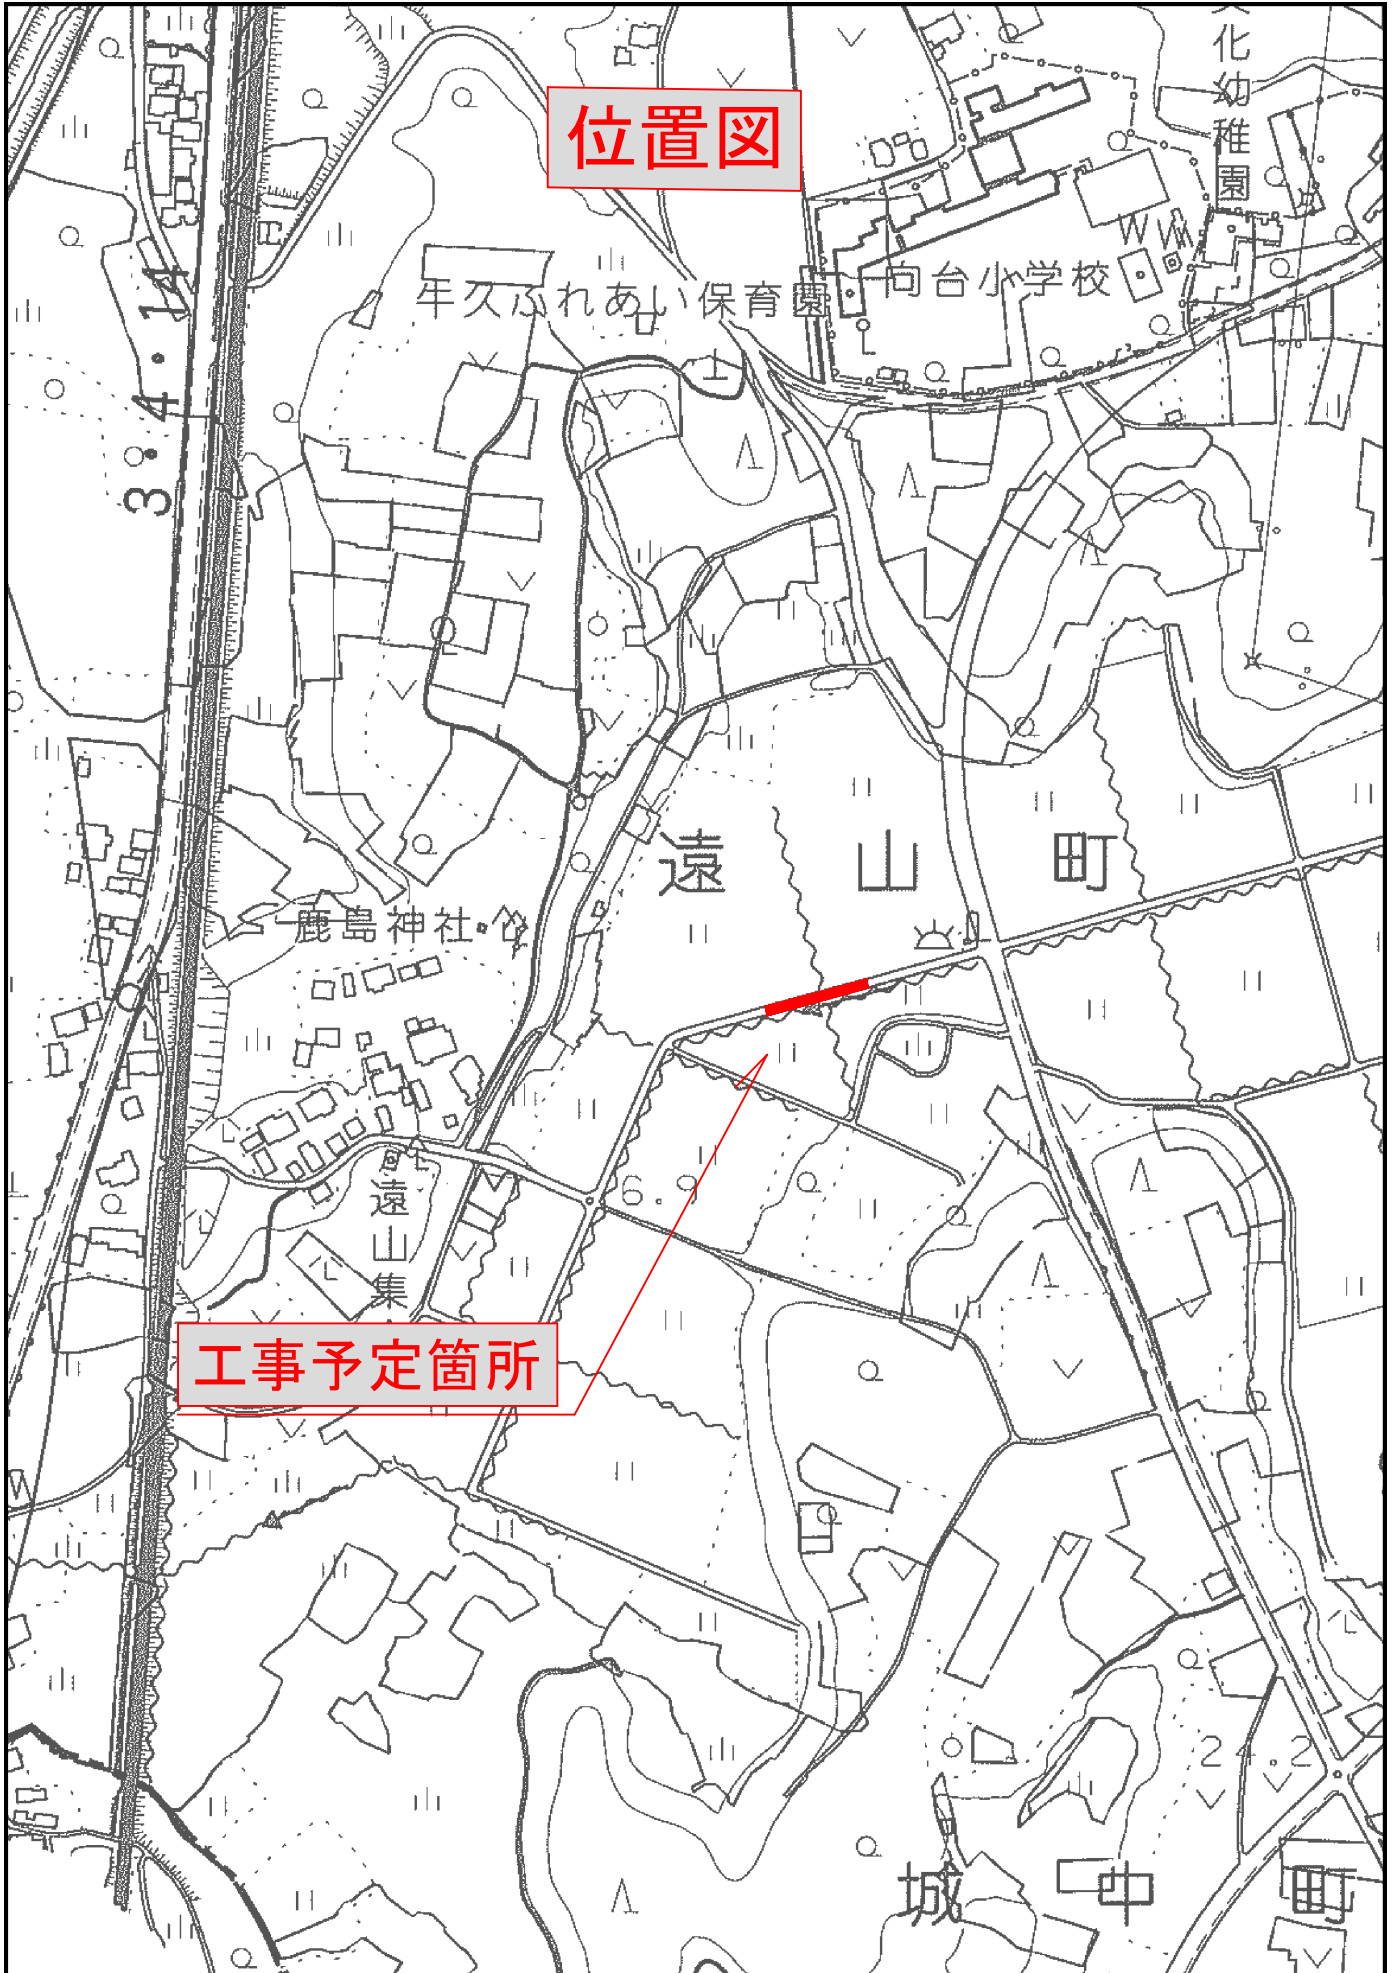 位置図
化幼稚園
牛久ふれあい保育園
向台小学校
3・4・14
遠山町
鹿島神社
6.9
遠山集
工事予定箇所
24.2
城中町